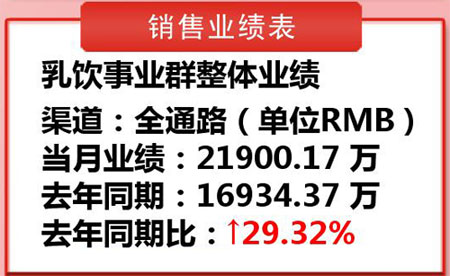 销售业绩表
乳饮事业群整体业绩
渠道：全通路（单位RMB）
当月业绩：21900.17 万
去年同期：16934.37 万
去年同期比：↑29.32%